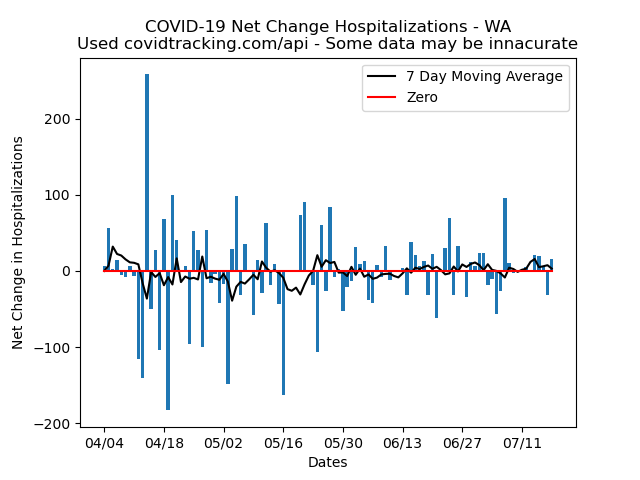 COVID-19 Net Change Hospitalizations - WA
Used covidtracking.com/api - Some data may be innacurate
7 Day Moving Average
Zero
Net Change in Hospitalizations
200
100
0
−100
−200
04/04 04/18 05/02 05/16 05/30 06/13 06/27 07/11
Dates